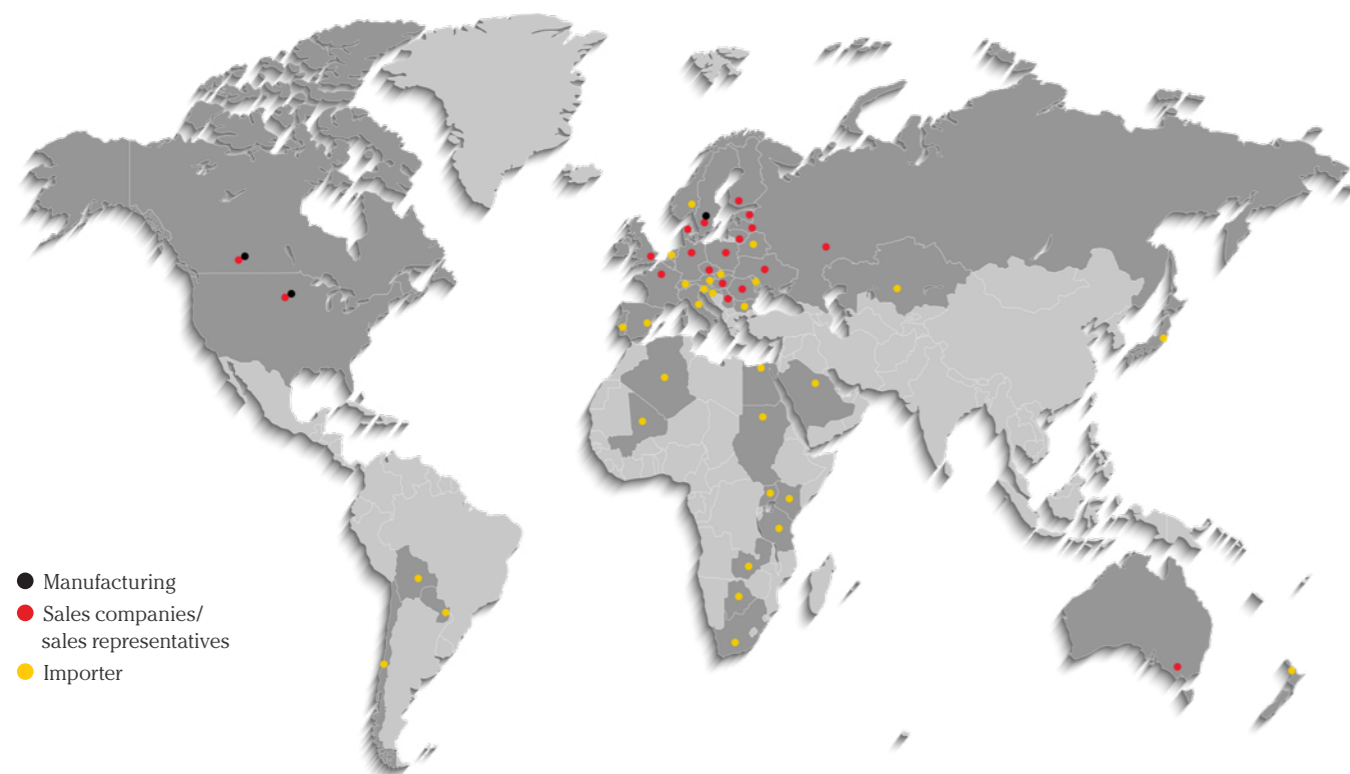 Manufacturing
Sales companies/
sales representatives
Importer